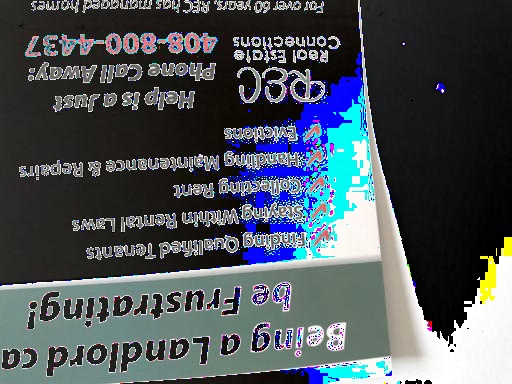 Being a Landlord ca
be Frustrating!
Finding Qualified Tenants
Staying Within Rental Laws
Collecting Rent
Handling Maintenance & Repairs
Evictions
REC
Real Estate
Connections
Help is a Just
Phone Call Away:
408-800-4437
For over 60 years, REC has managed homes